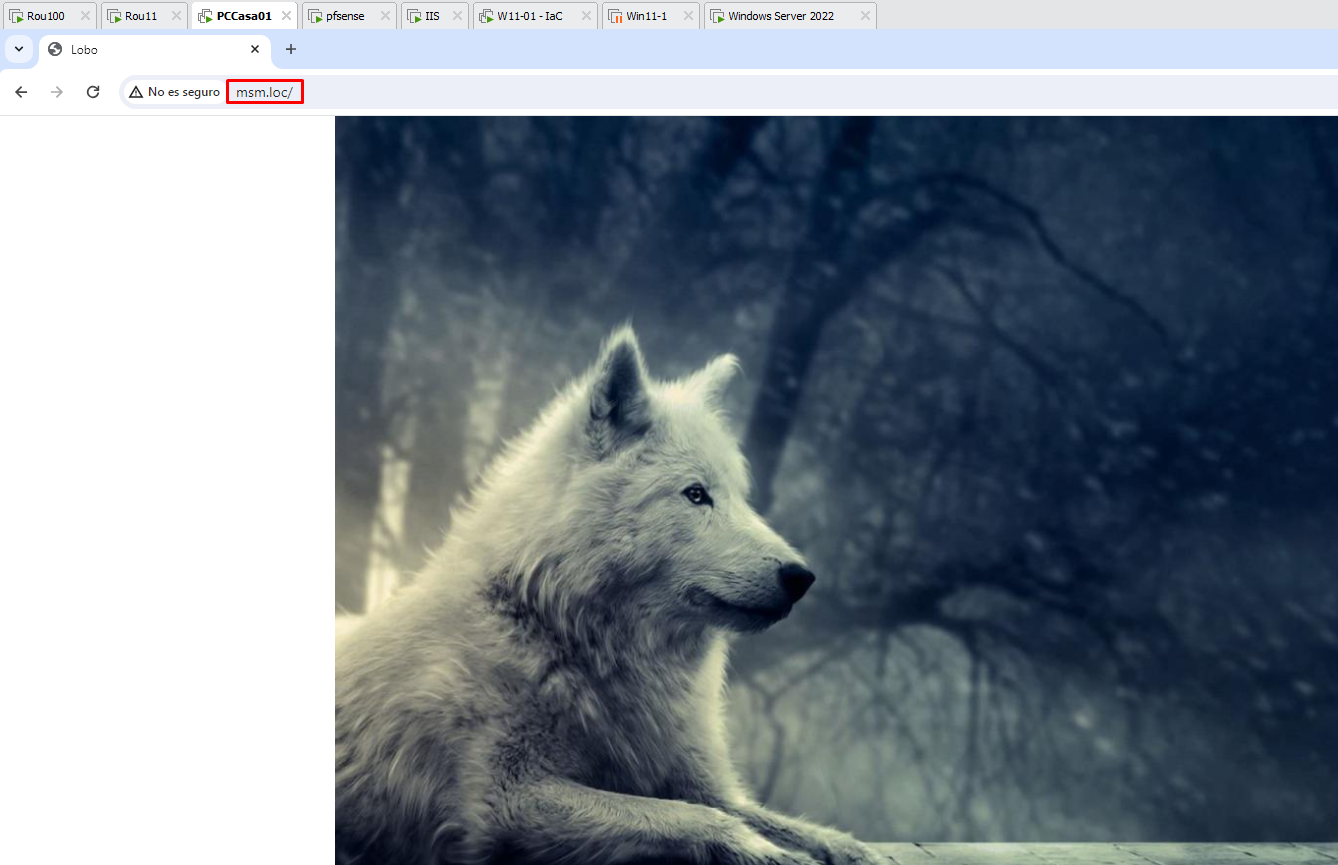 Rou100 Rou11 PCCasa01 pfsense IIS W11-01 - IaC Win11-1 Windows Server 2022
Lobo
No es seguro msm.loc/